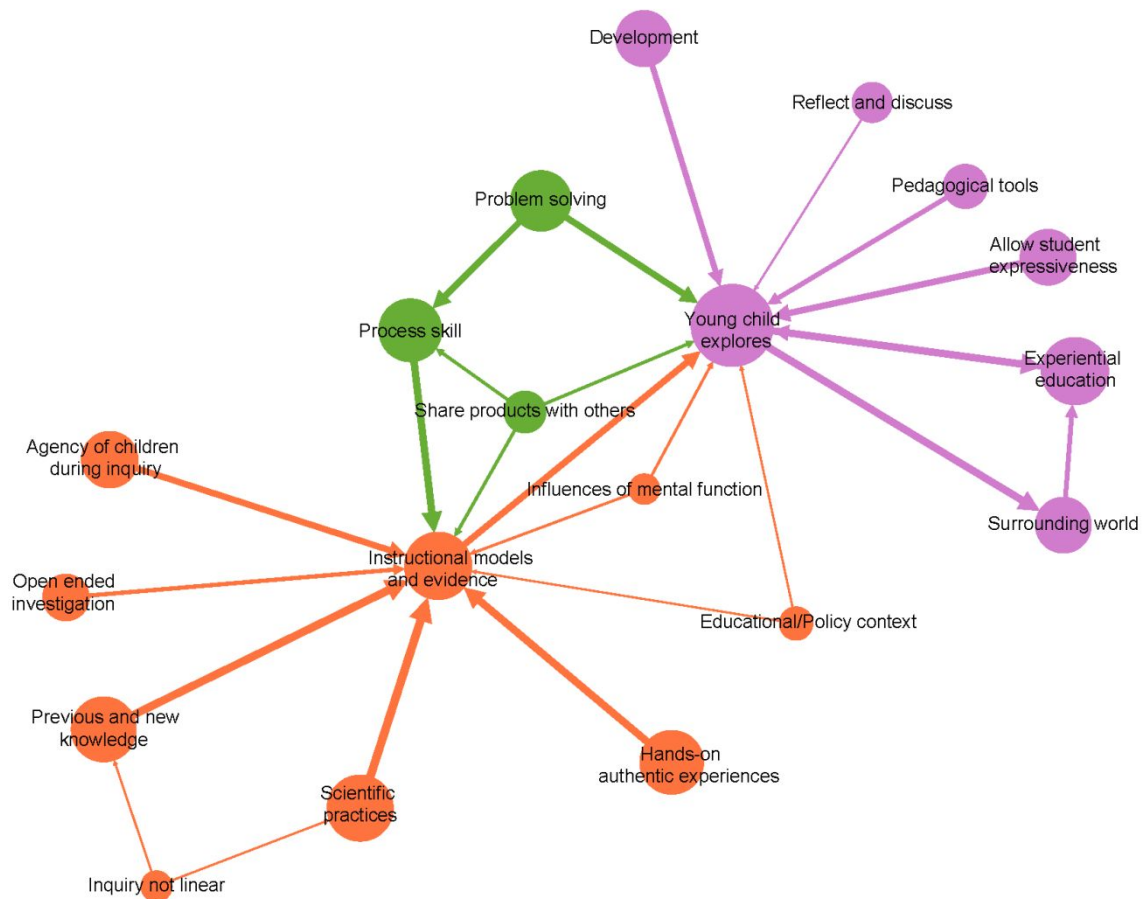 Development
Reflect and discuss
Problem solving
Pedagogical tools
Allow student
expressiveness
Process skill
Young child
explores
Experiential
education
Share products with others
Agency of children
during inquiry
Influences of mental function
Surrounding world
Instructional models
and evidence
Open ended
investigation
Educational/Policy context
Previous and new
knowledge
Hands-on
authentic experiences
Scientific
practices
Inquiry not linear